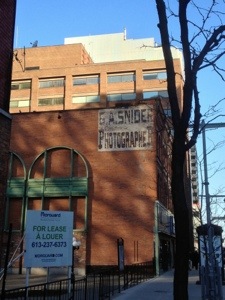 G.A. SNIDER
PHOTOGRAPHER
FOR LEASE
À LOUER
613-237-6373